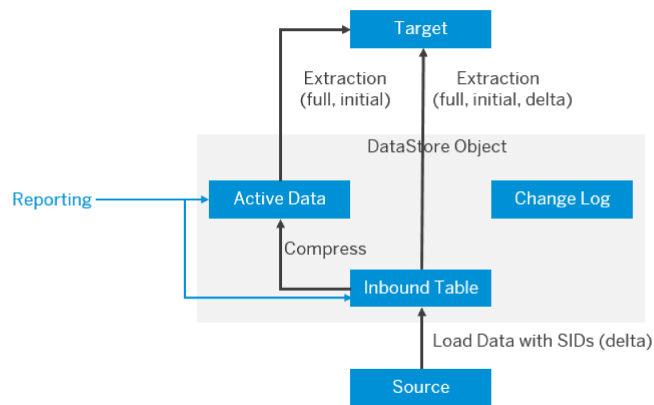 Target
Extraction
(full, initial)
Extraction
(full, initial, delta)
DataStore Object
Reporting
Active Data
Change Log
Compress
Inbound Table
Load Data with SIDs (delta)
Source